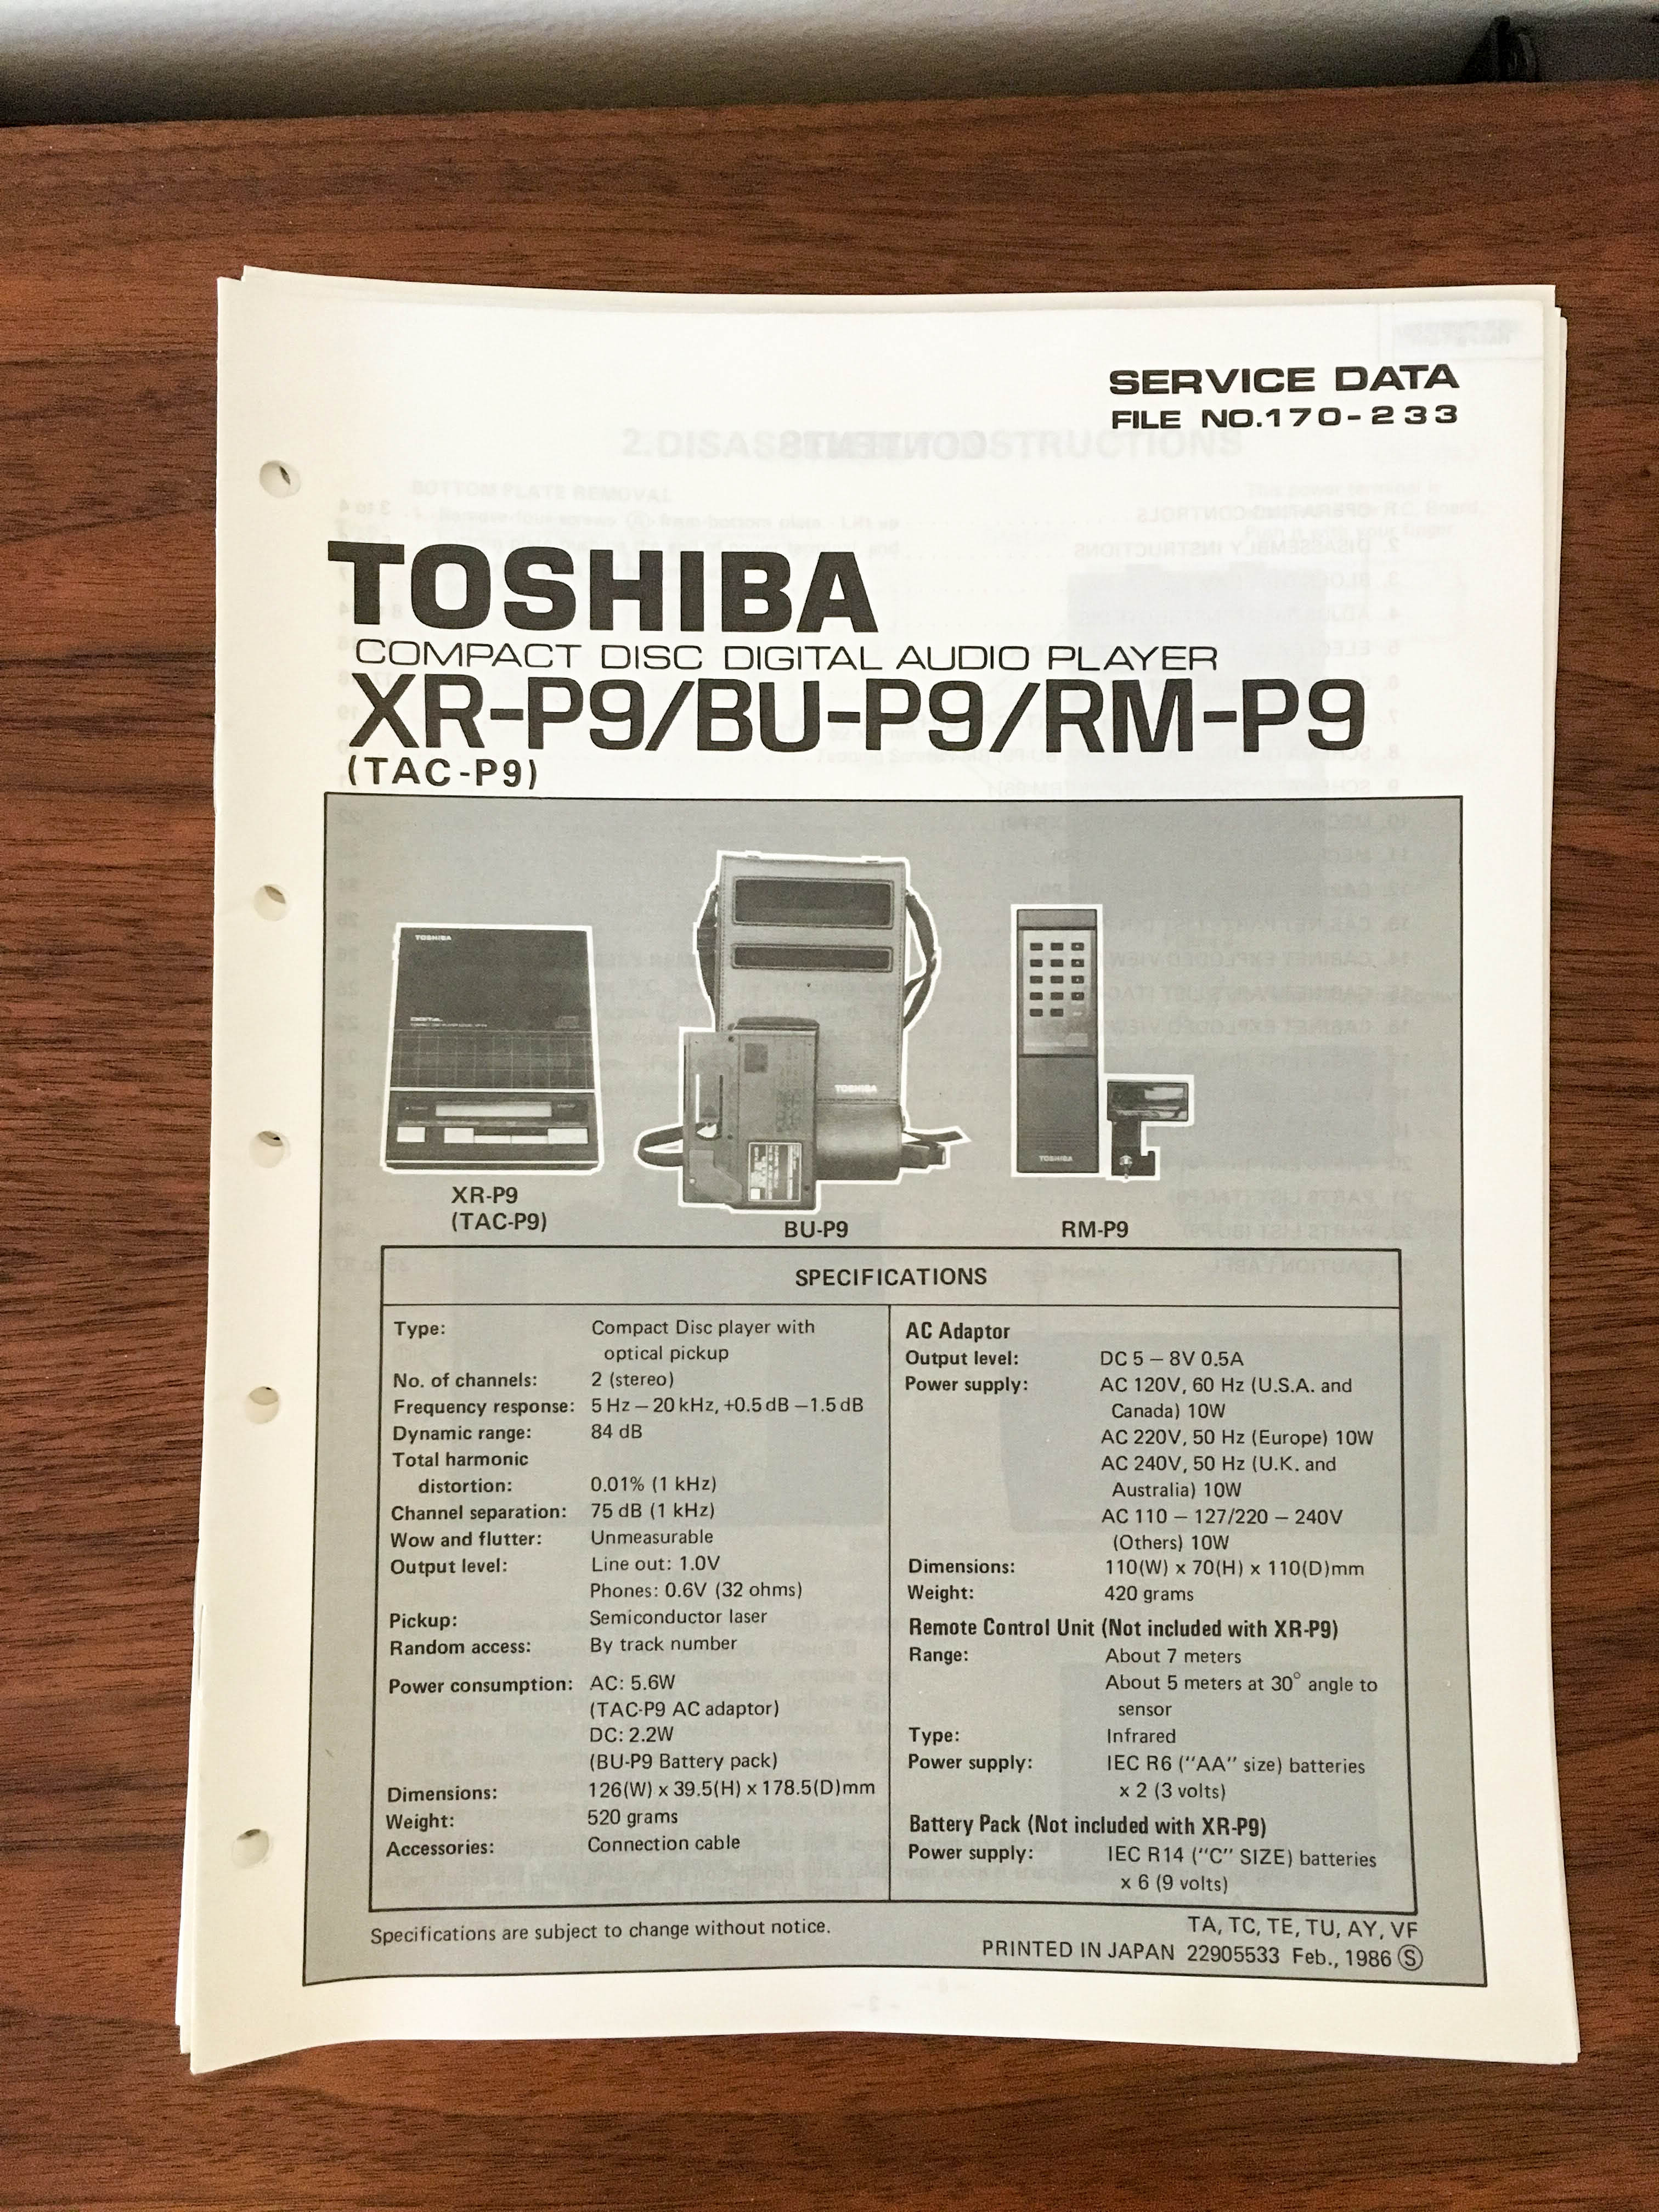 SERVICE DATA
FILE NO.170-233
TOSHIBA
COMPACT DISC DIGITAL AUDIO PLAYER
XR-P9/BU-P9/RM-P9
(TAC-P9)
TOSHIBA
DIGITAL
TOSHIBA
TOSHIBA
XR-P9
(TAC-P9)
BU-P9
RM-P9
SPECIFICATIONS
Type: Compact Disc player with
optical pickup
No. of channels: 2 (stereo)
Frequency response: 5 Hz – 20 kHz, +0.5 dB –1.5 dB
Dynamic range: 84 dB
Total harmonic
distortion: 0.01% (1 kHz)
Channel separation: 75 dB (1 kHz)
Wow and flutter: Unmeasurable
Output level: Line out: 1.0V
Phones: 0.6V (32 ohms)
Pickup: Semiconductor laser
Random access: By track number
Power consumption: AC: 5.6W
(TAC-P9 AC adaptor)
DC: 2.2W
(BU-P9 Battery pack)
Dimensions: 126(W) x 39.5(H) x 178.5(D)mm
Weight: 520 grams
Accessories: Connection cable
AC Adaptor
Output level: DC 5 – 8V 0.5A
Power supply: AC 120V, 60 Hz (U.S.A. and
Canada) 10W
AC 220V, 50 Hz (Europe) 10W
AC 240V, 50 Hz (U.K. and
Australia) 10W
AC 110 – 127/220 – 240V
(Others) 10W
Dimensions: 110(W) x 70(H) x 110(D)mm
Weight: 420 grams
Remote Control Unit (Not included with XR-P9)
Range: About 7 meters
About 5 meters at 30° angle to
sensor
Type: Infrared
Power supply: IEC R6 ("AA" size) batteries
x 2 (3 volts)
Battery Pack (Not included with XR-P9)
Power supply: IEC R14 ("C" SIZE) batteries
x 6 (9 volts)
Specifications are subject to change without notice.
TA, TC, TE, TU, AY, VF
PRINTED IN JAPAN 22905533 Feb., 1986 Ⓢ